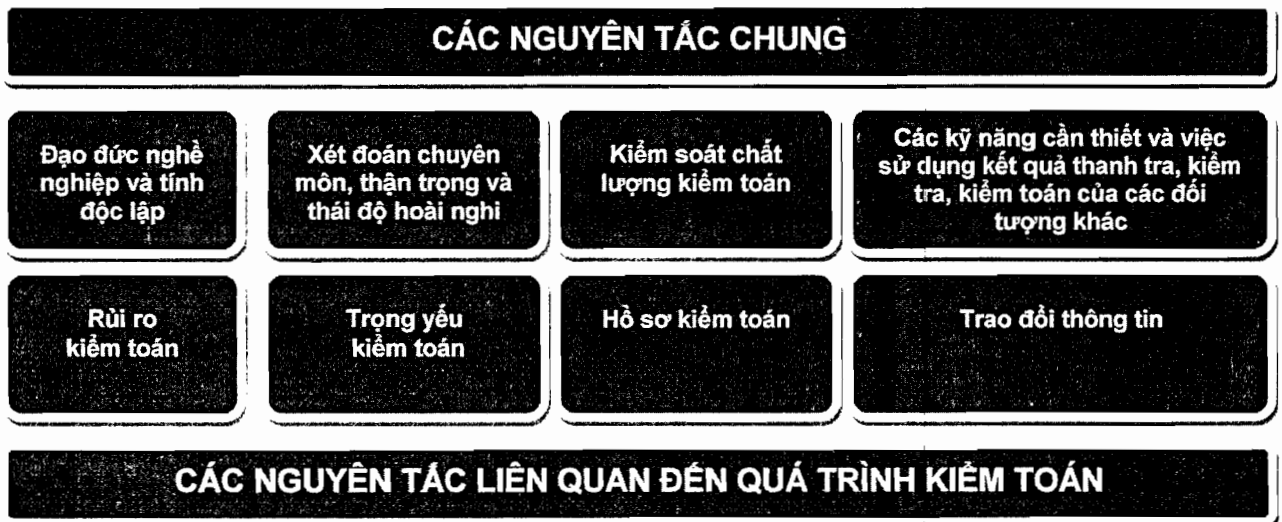 CÁC NGUYÊN TẮC CHUNG
Đạo đức nghề
nghiệp và tính
độc lập
Xét đoán chuyên
môn, thận trọng và
thái độ hoài nghi
Kiểm soát chất
lượng kiểm toán
Các kỹ năng cần thiết và việc
sử dụng kết quả thanh tra, kiểm
tra, kiểm toán của các đối
tượng khác
Rủi ro
kiểm toán
Trọng yếu
kiểm toán
Hồ sơ kiểm toán
Trao đổi thông tin
CÁC NGUYÊN TẮC LIÊN QUAN ĐẾN QUÁ TRÌNH KIỂM TOÁN